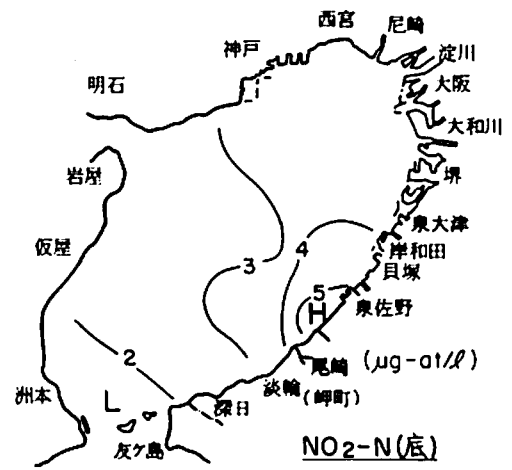 西宮
尼崎
神戸
淀川
大阪
明石
大和川
岩屋
堺
泉大津
仮屋
岸和田
4
3
貝塚
5
H
泉佐野
2
尾崎
(μg-at/ℓ)
淡輪
(岬町)
洲本
L
深日
友ケ島
NO₂-N(底)